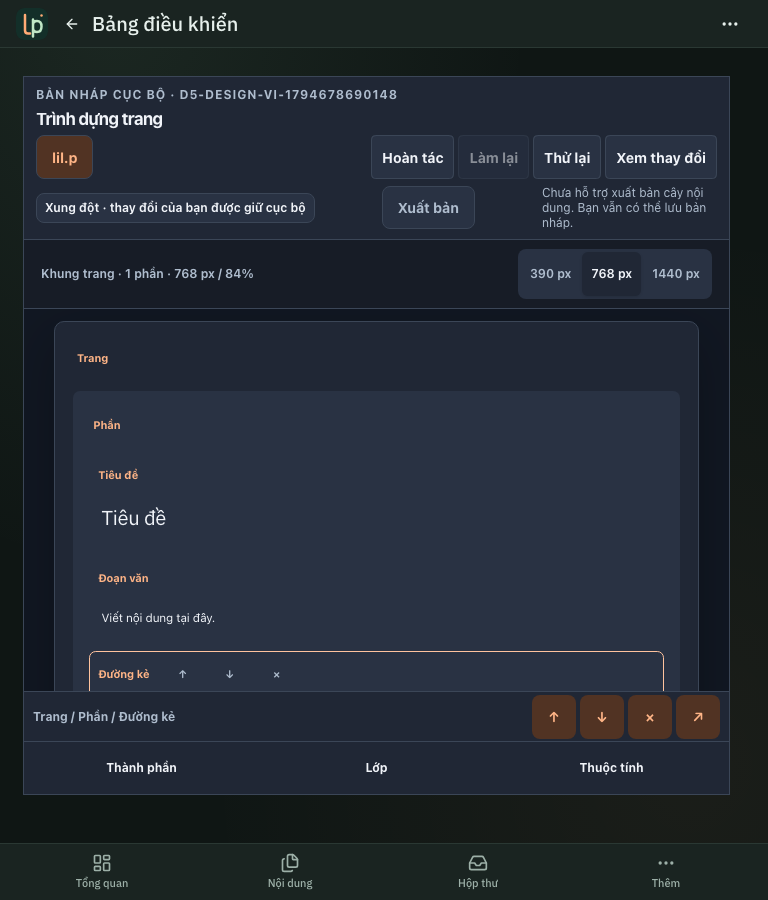 lp
Bảng điều khiển
BẢN NHÁP CỤC BỘ · D5-DESIGN-VI-1794678690148
Trình dựng trang
lil.p
Hoàn tác
Làm lại
Thử lại
Xem thay đổi
Xung đột · thay đổi của bạn được giữ cục bộ
Xuất bản
Chưa hỗ trợ xuất bản cây nội
dung. Bạn vẫn có thể lưu bản
nháp.
Khung trang · 1 phần · 768 px / 84%
390 px
768 px
1440 px
Trang
Phần
Tiêu đề
Tiêu đề
Đoạn văn
Viết nội dung tại đây.
Đường kẻ ↑ ↓ ×
Trang / Phần / Đường kẻ
↑ ↓ × ↗
Thành phần
Lớp
Thuộc tính
Tổng quan
Nội dung
Hộp thư
Thêm